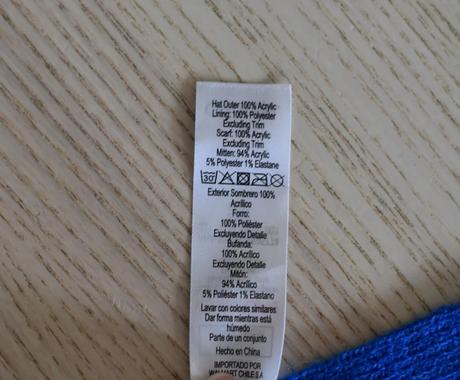 Hat Outer 100% Acrylic
Lining: 100% Polyester
Excluding Trim
Scarf: 100% Acrylic
Excluding Trim
Mitten: 94% Acrylic
5% Polyester 1% Elastane
30°
Exterior Sombrero 100%
Acrílico
Forro:
100% Poliéster
Excluyendo Detalle
Bufanda:
100% Acrílico
Excluyendo Detalle
Mitón:
94% Acrílico
5% Poliéster 1% Elastano
Lavar con colores similares
Dar forma mientras está
húmedo
Parte de un conjunto
Hecho en China
IMPORTADO POR
WALMART CHILE S.A